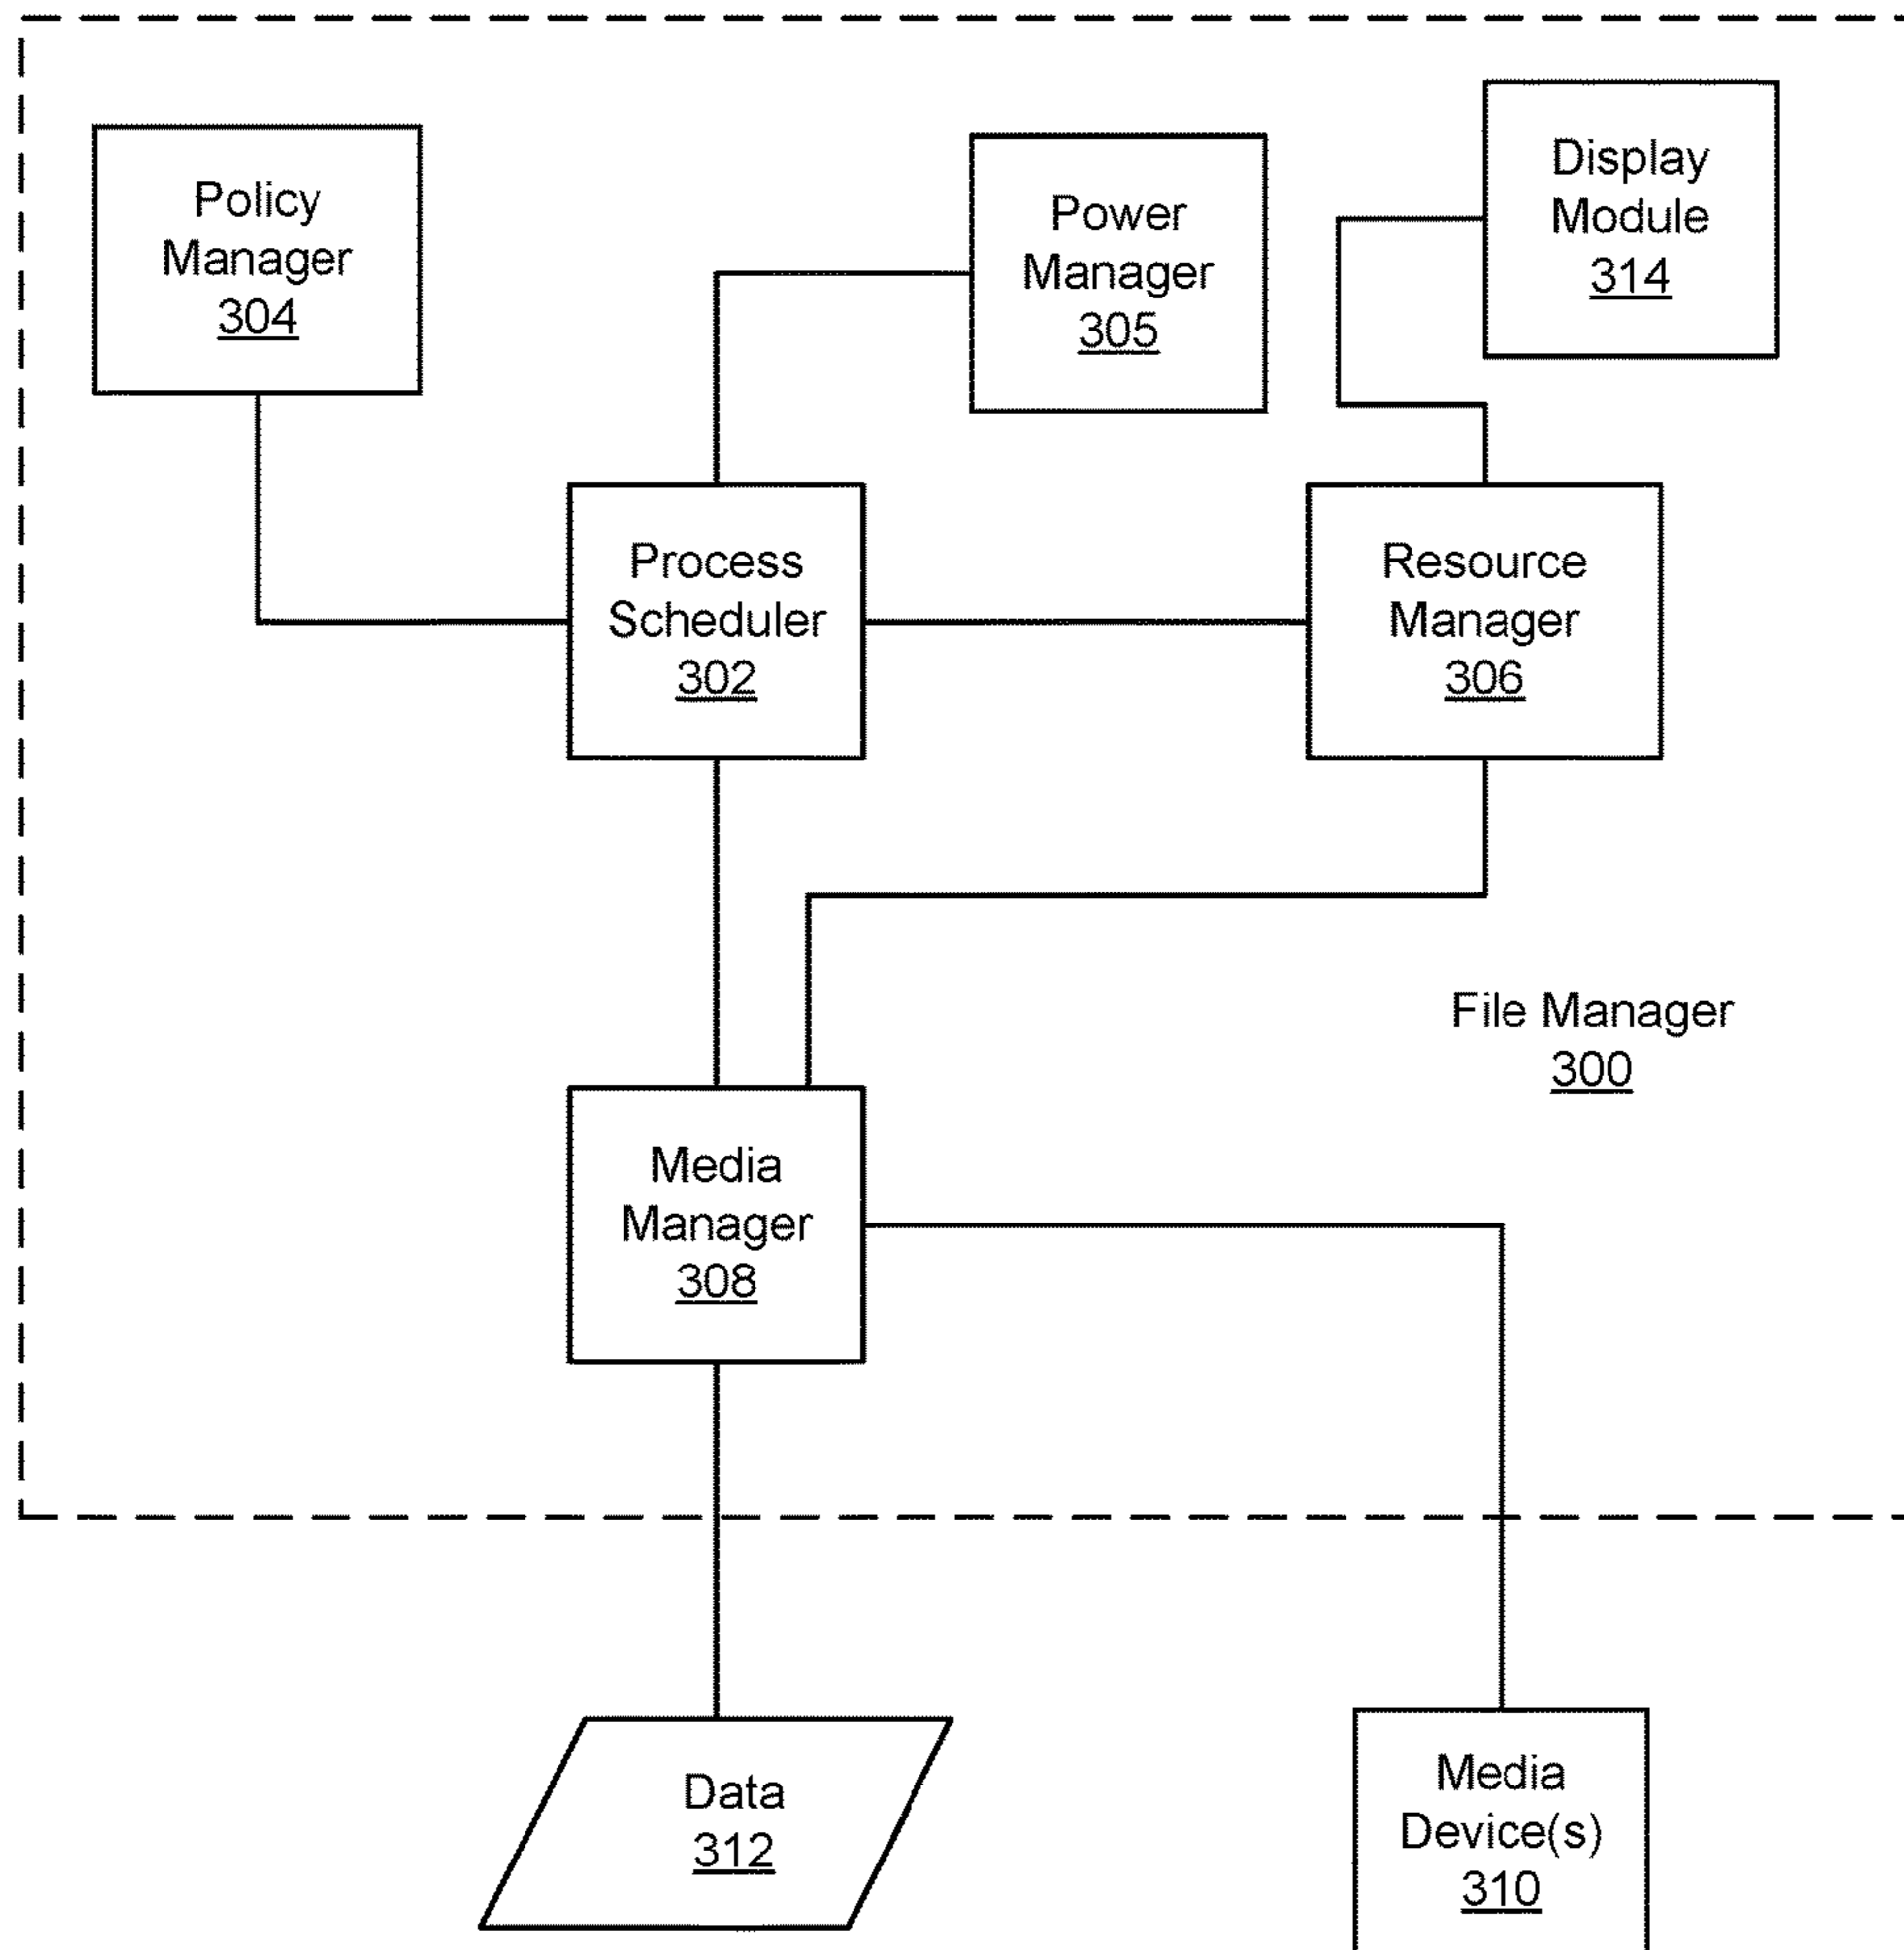 Policy
Manager
304
Power
Manager
305
Display
Module
314
Process
Scheduler
302
Resource
Manager
306
File Manager
300
Media
Manager
308
Data
312
Media
Device(s)
310